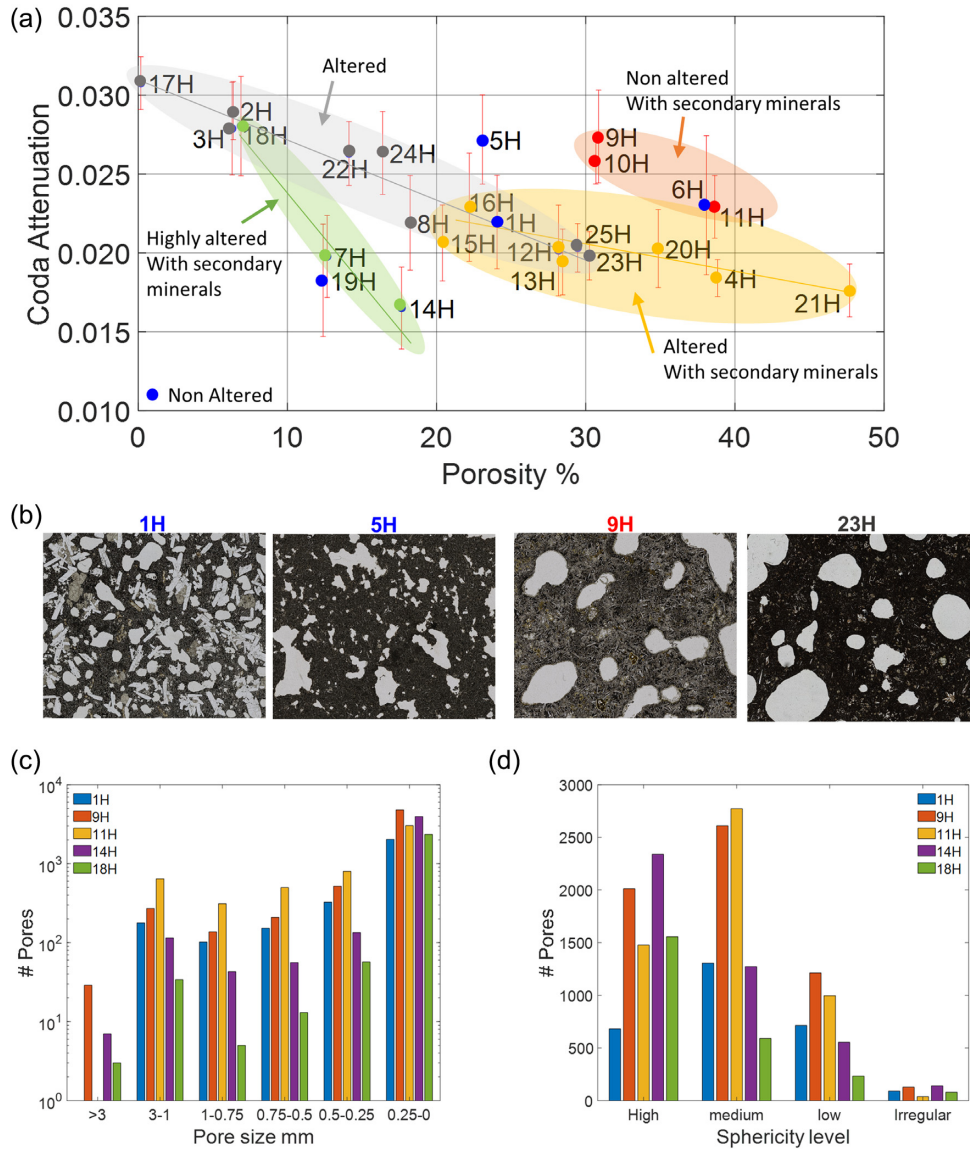 (a)
0.035
0.030
0.025
0.020
0.015
0.010
Coda Attenuation
17H
2H
3H
18H
Altered
22H
24H
5H
Non altered
With secondary minerals
9H
10H
6H
11H
16H
8H
1H
15H
12H
13H
25H
23H
20H
4H
21H
Highly altered
With secondary
minerals
7H
19H
14H
Altered
With secondary minerals
Non Altered
0 10 20 30 40 50
Porosity %
(b)
1H 5H 9H 23H
(c)
10^4
10^3
10^2
10^1
10^0
# Pores
1H
9H
11H
14H
18H
>3 3-1 1-0.75 0.75-0.5 0.5-0.25 0.25-0
Pore size mm
(d)
3000
2500
2000
1500
1000
500
0
# Pores
1H
9H
11H
14H
18H
High medium low Irregular
Sphericity level